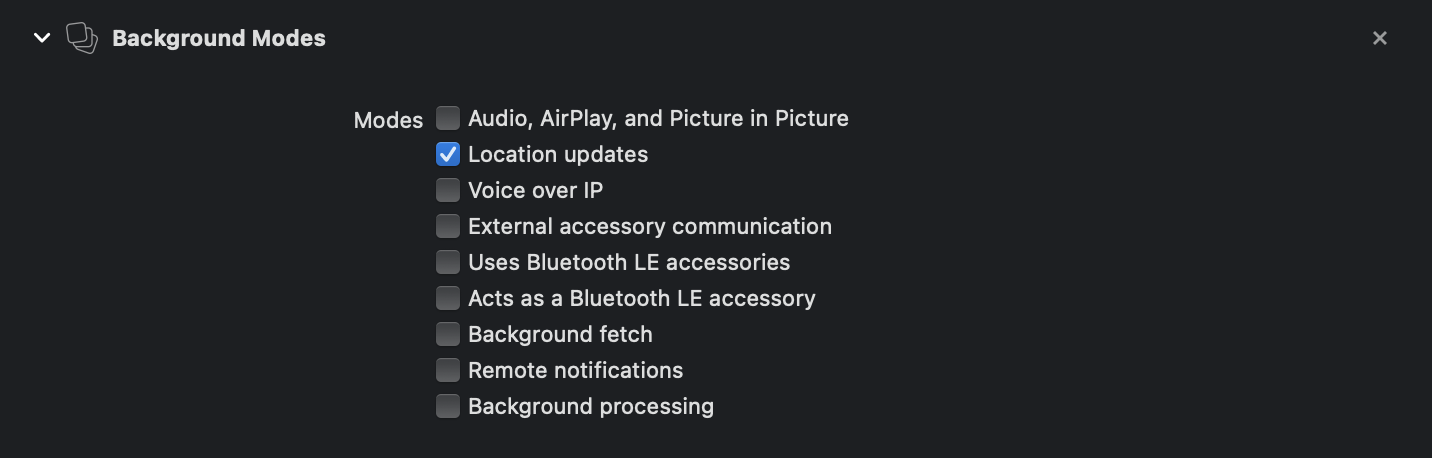 Background Modes
Modes
Audio, AirPlay, and Picture in Picture
Location updates
Voice over IP
External accessory communication
Uses Bluetooth LE accessories
Acts as a Bluetooth LE accessory
Background fetch
Remote notifications
Background processing